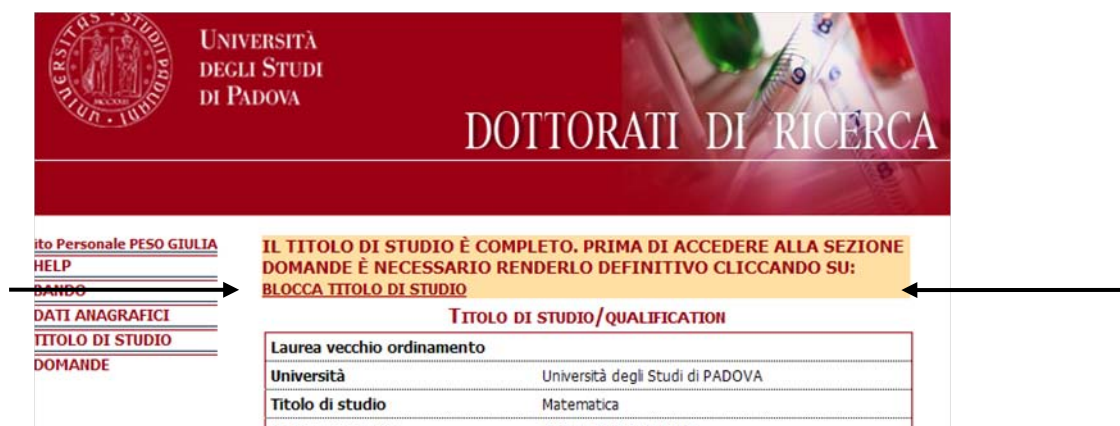 UNIVERSITÀ
DEGLI STUDI
DI PADOVA
DOTTORATI DI RICERCA
ito Personale PESO GIULIA
HELP
BANDO
DATI ANAGRAFICI
TITOLO DI STUDIO
DOMANDE
IL TITOLO DI STUDIO È COMPLETO. PRIMA DI ACCEDERE ALLA SEZIONE
DOMANDE È NECESSARIO RENDERLO DEFINITIVO CLICCANDO SU:
BLOCCA TITOLO DI STUDIO
TITOLO DI STUDIO/QUALIFICATION
Laurea vecchio ordinamento
Università Università degli Studi di PADOVA
Titolo di studio Matematica